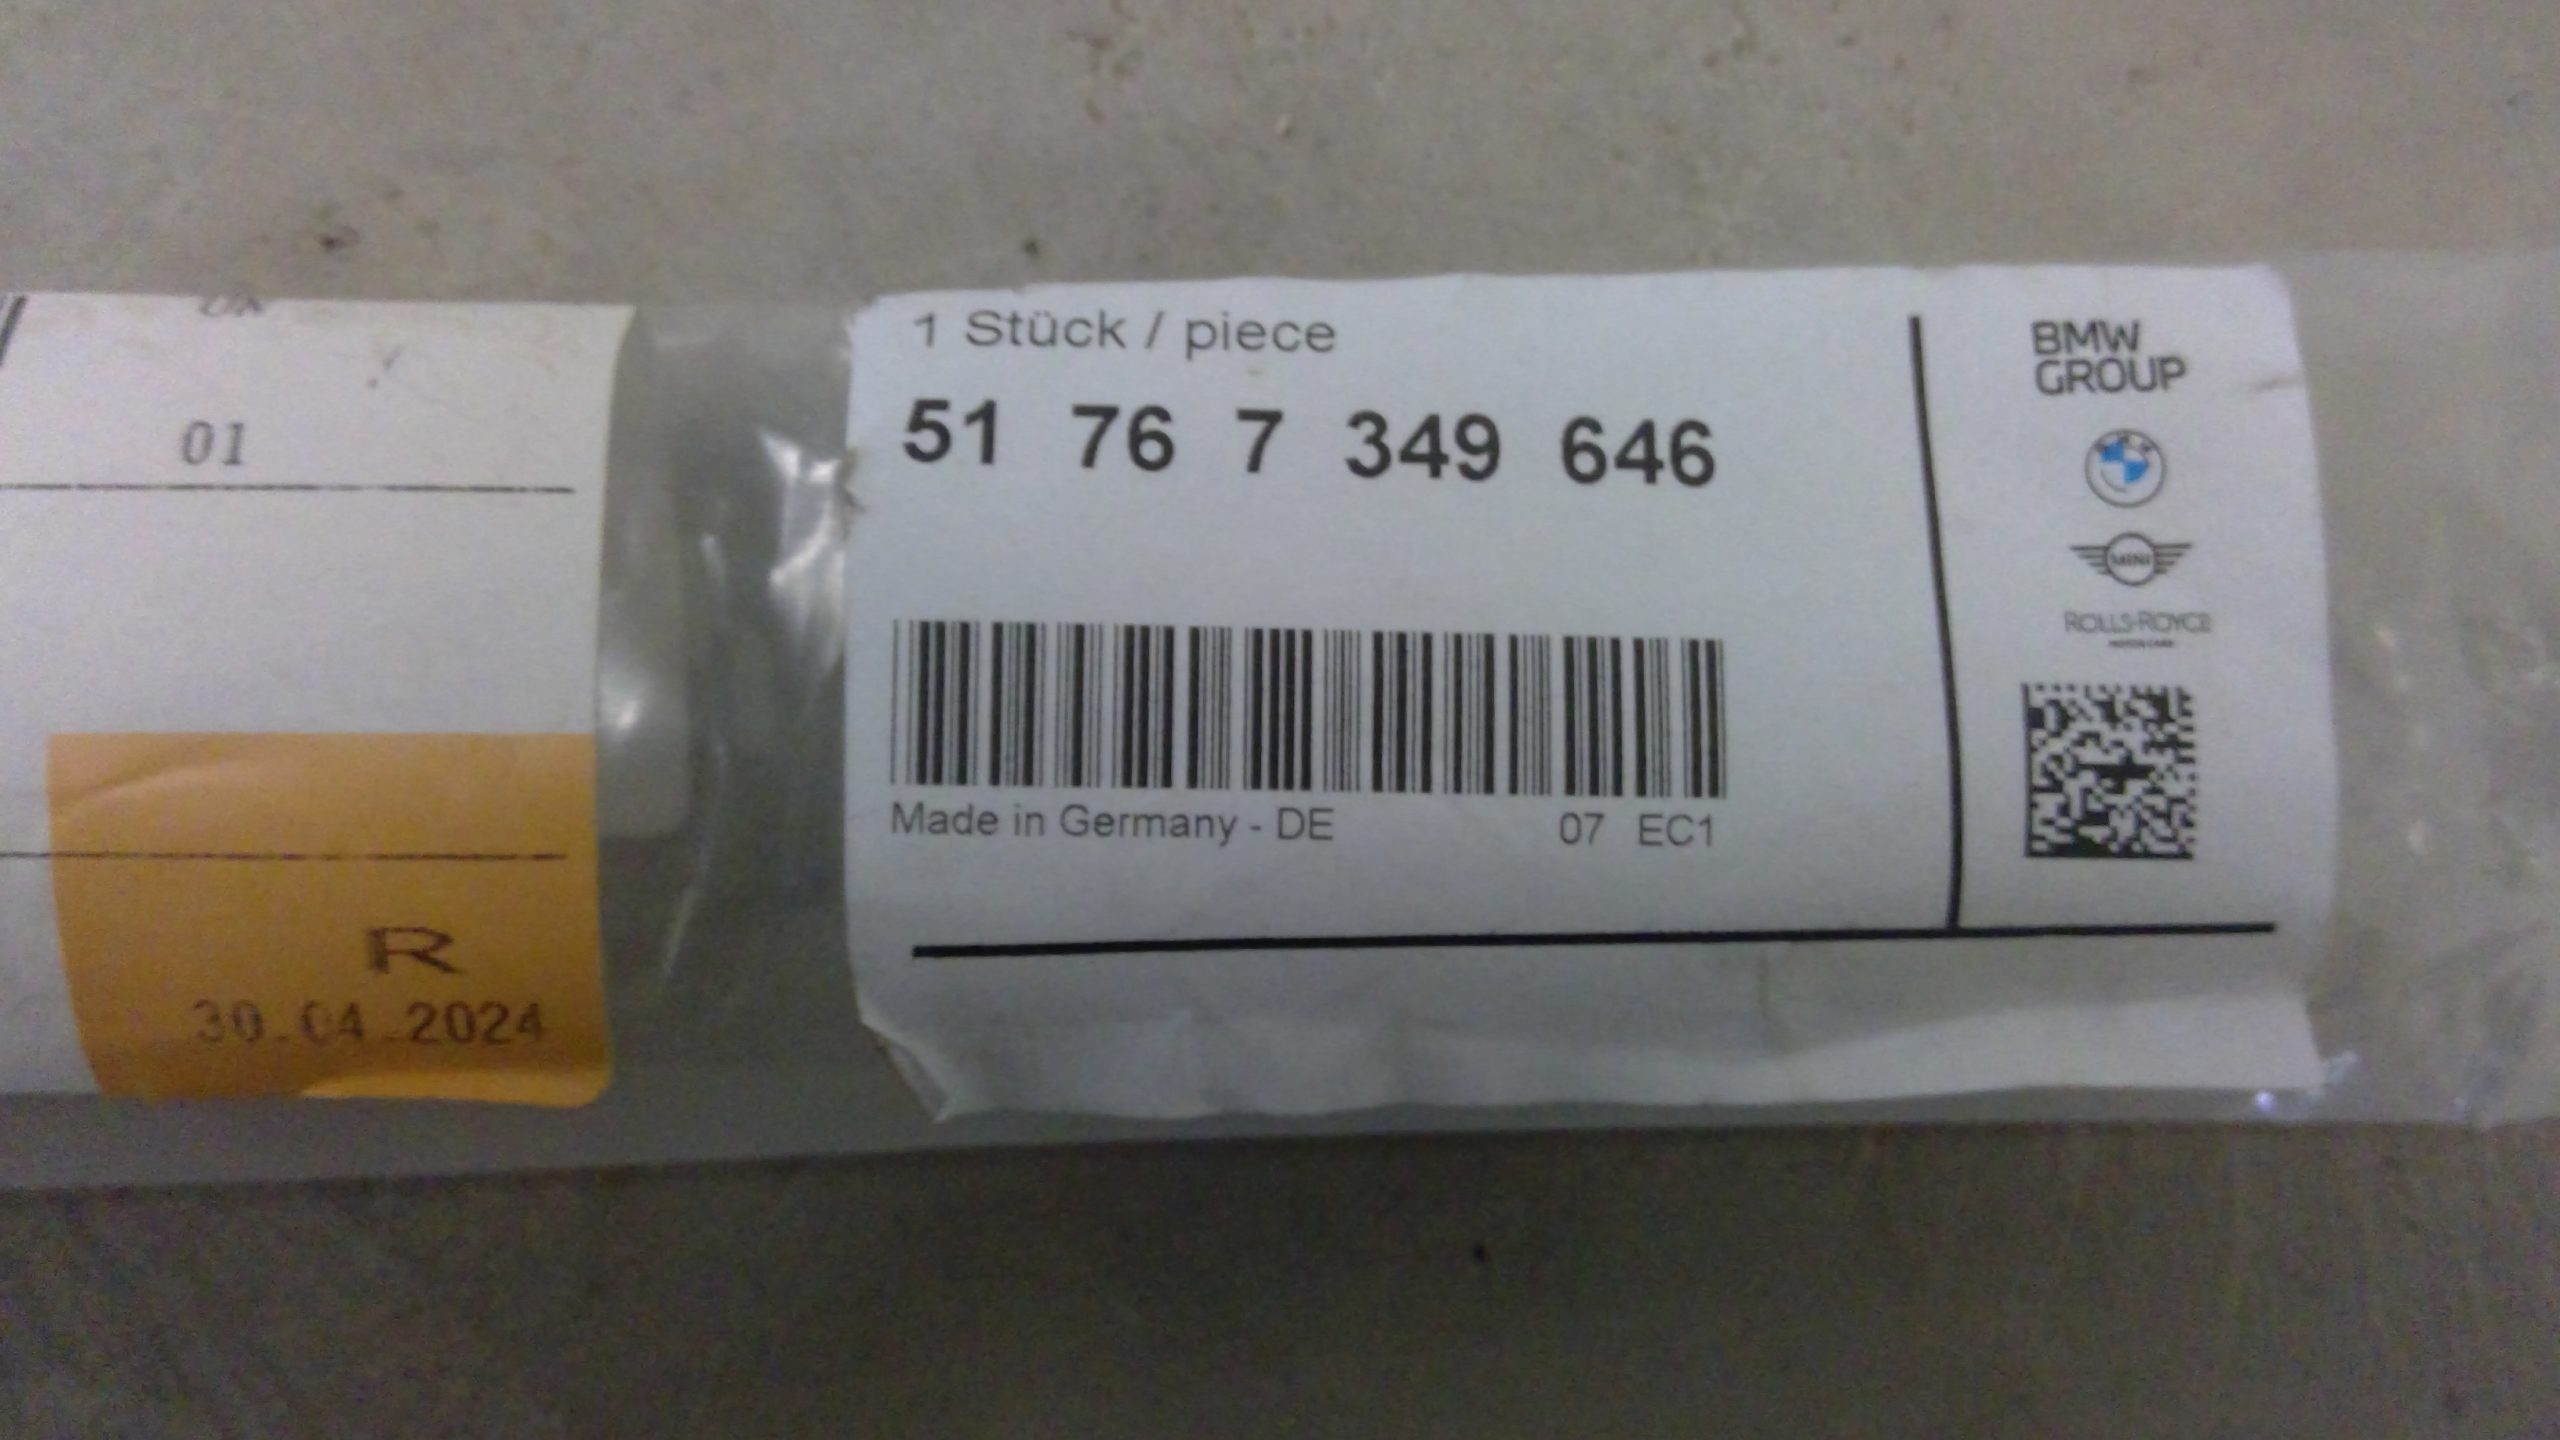 01
R
30.04.2024
1 Stück / piece
51 76 7 349 646
Made in Germany - DE 07 EC1
BMW
GROUP
MINI
ROLLS-ROYCE